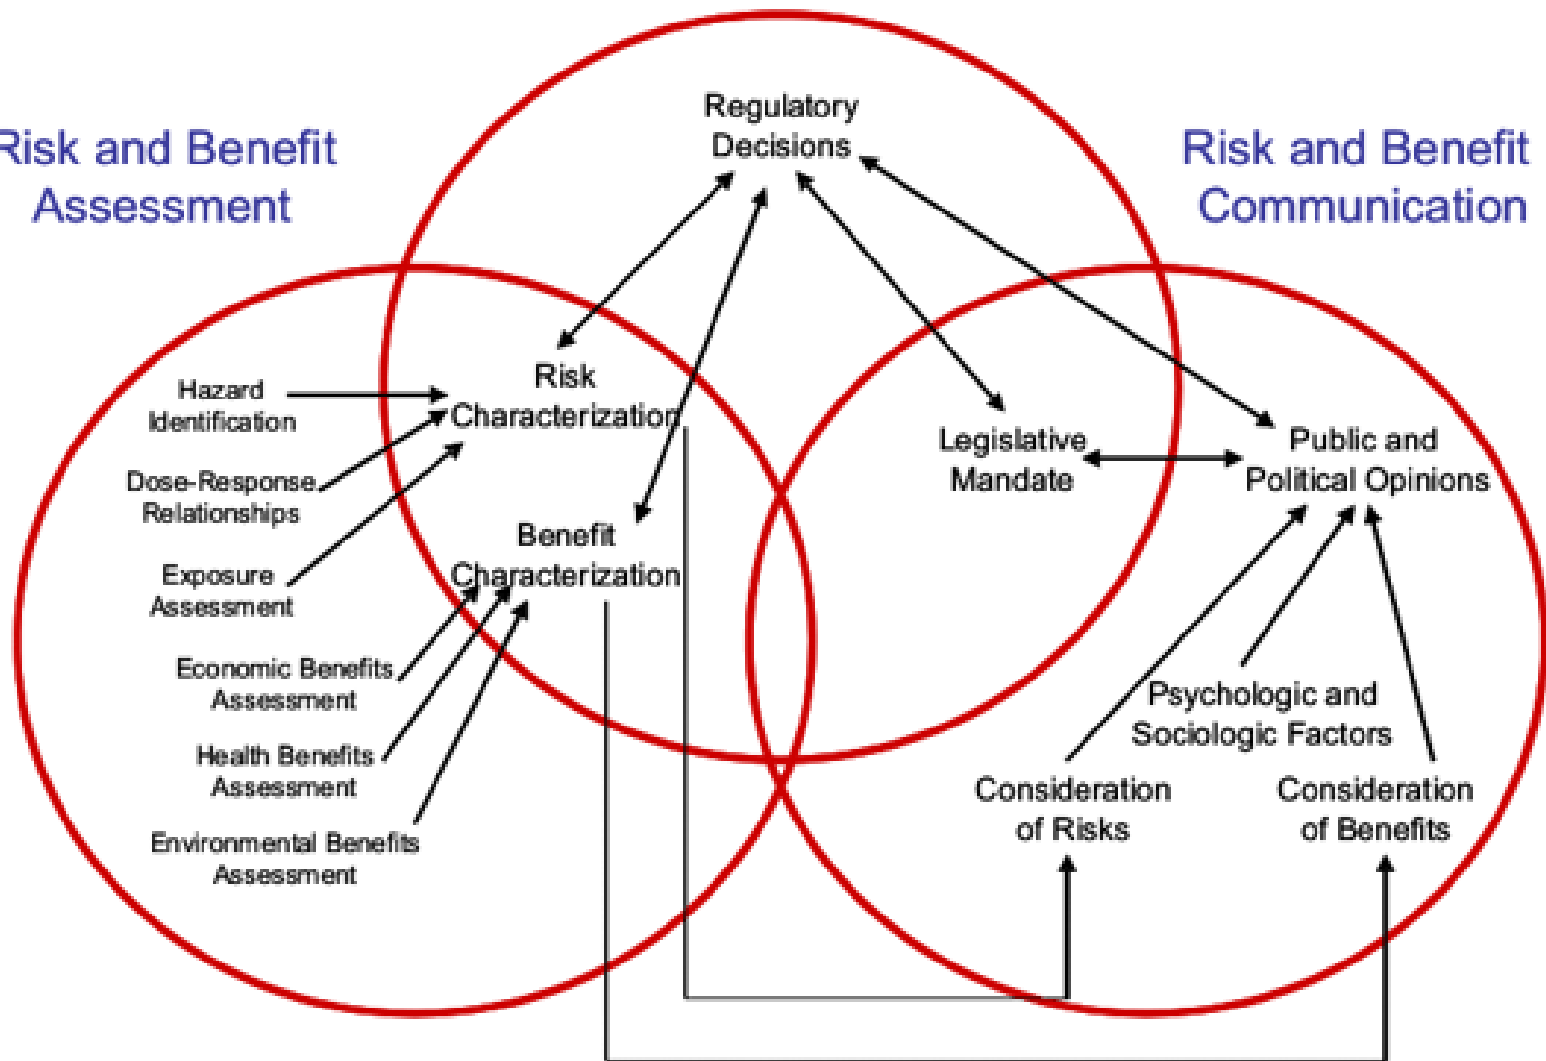 Risk and Benefit
Assessment
Risk and Benefit
Communication
Regulatory
Decisions
Risk
Characterization
Benefit
Characterization
Hazard
Identification
Dose-Response
Relationships
Exposure
Assessment
Economic Benefits
Assessment
Health Benefits
Assessment
Environmental Benefits
Assessment
Legislative
Mandate
Public and
Political Opinions
Psychologic and
Sociologic Factors
Consideration
of Risks
Consideration
of Benefits